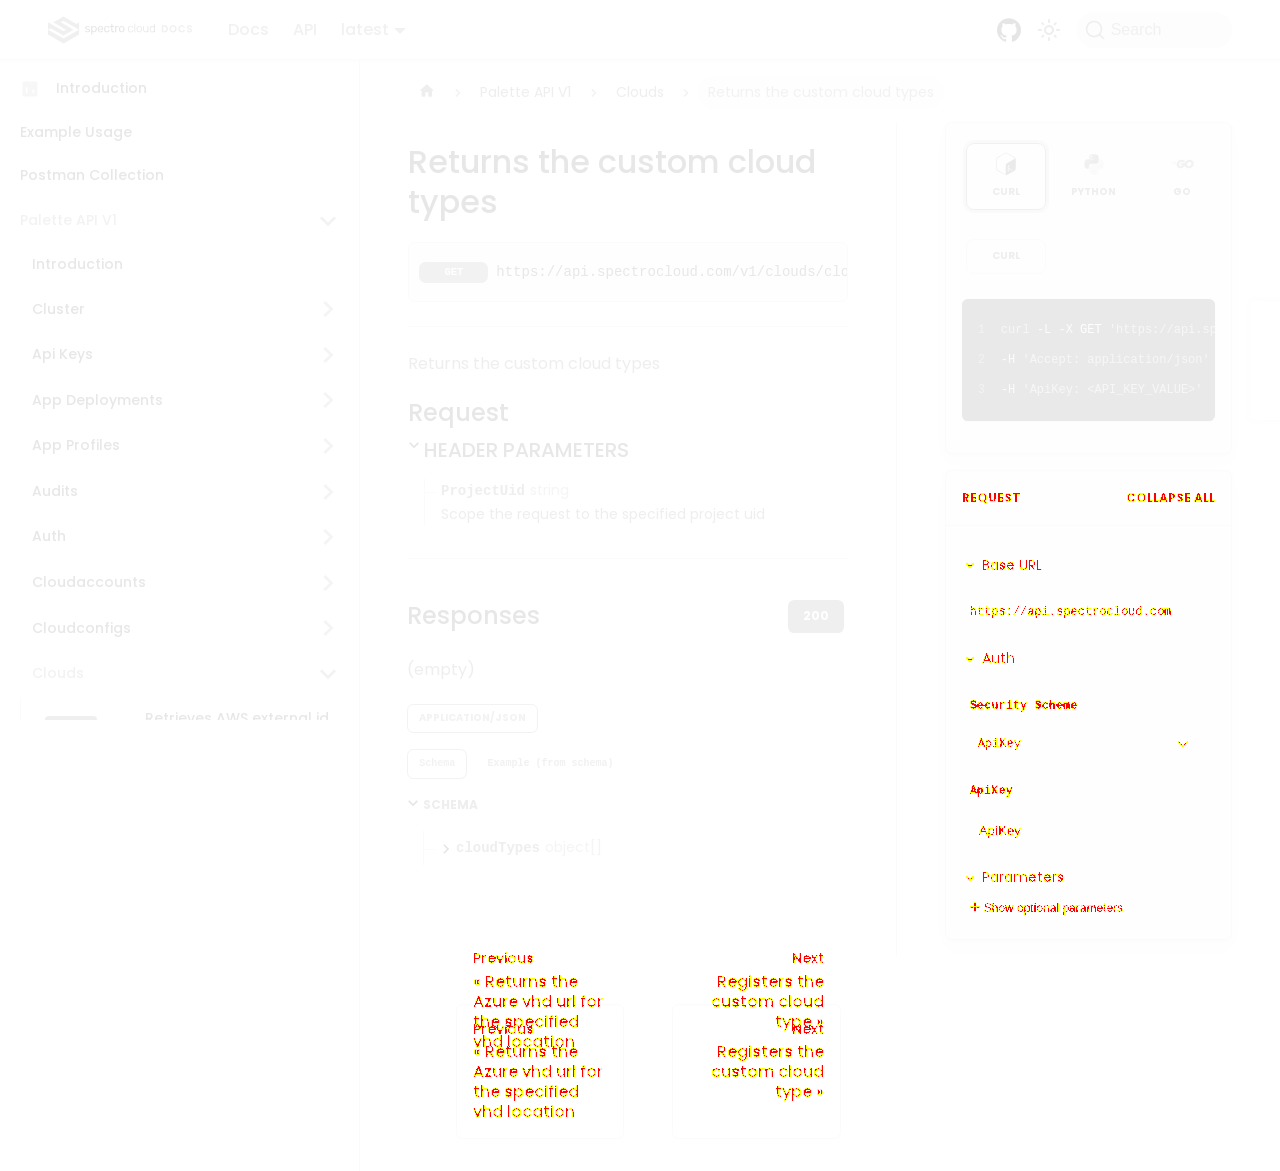 spectro cloud DOCS
Docs API latest
Search
Introduction
Example Usage
Postman Collection
Palette API V1
Introduction
Cluster
Api Keys
App Deployments
App Profiles
Audits
Auth
Cloudaccounts
Cloudconfigs
Clouds
Retrieves AWS external id
Palette API V1 Clouds Returns the custom cloud types
Returns the custom cloud
types
GET https://api.spectrocloud.com/v1/clouds/clo
Returns the custom cloud types
Request
HEADER PARAMETERS
ProjectUid string
Scope the request to the specified project uid
Responses
200
(empty)
APPLICATION/JSON
Schema Example (from schema)
SCHEMA
cloudTypes object[]
Previous
« Returns the
Azure vhd url for
the specified
vhd location
Next
Registers the
custom cloud
type »
Previous
« Returns the
Azure vhd url for
the specified
vhd location
Next
Registers the
custom cloud
type »
CURL PYTHON GO
CURL
1 curl -L -X GET 'https://api.sp
2 -H 'Accept: application/json'
3 -H 'ApiKey: <API_KEY_VALUE>'
REQUEST COLLAPSE ALL
Base URL
https://api.spectrocloud.com
Auth
Security Scheme
ApiKey
ApiKey
ApiKey
Parameters
Show optional parameters